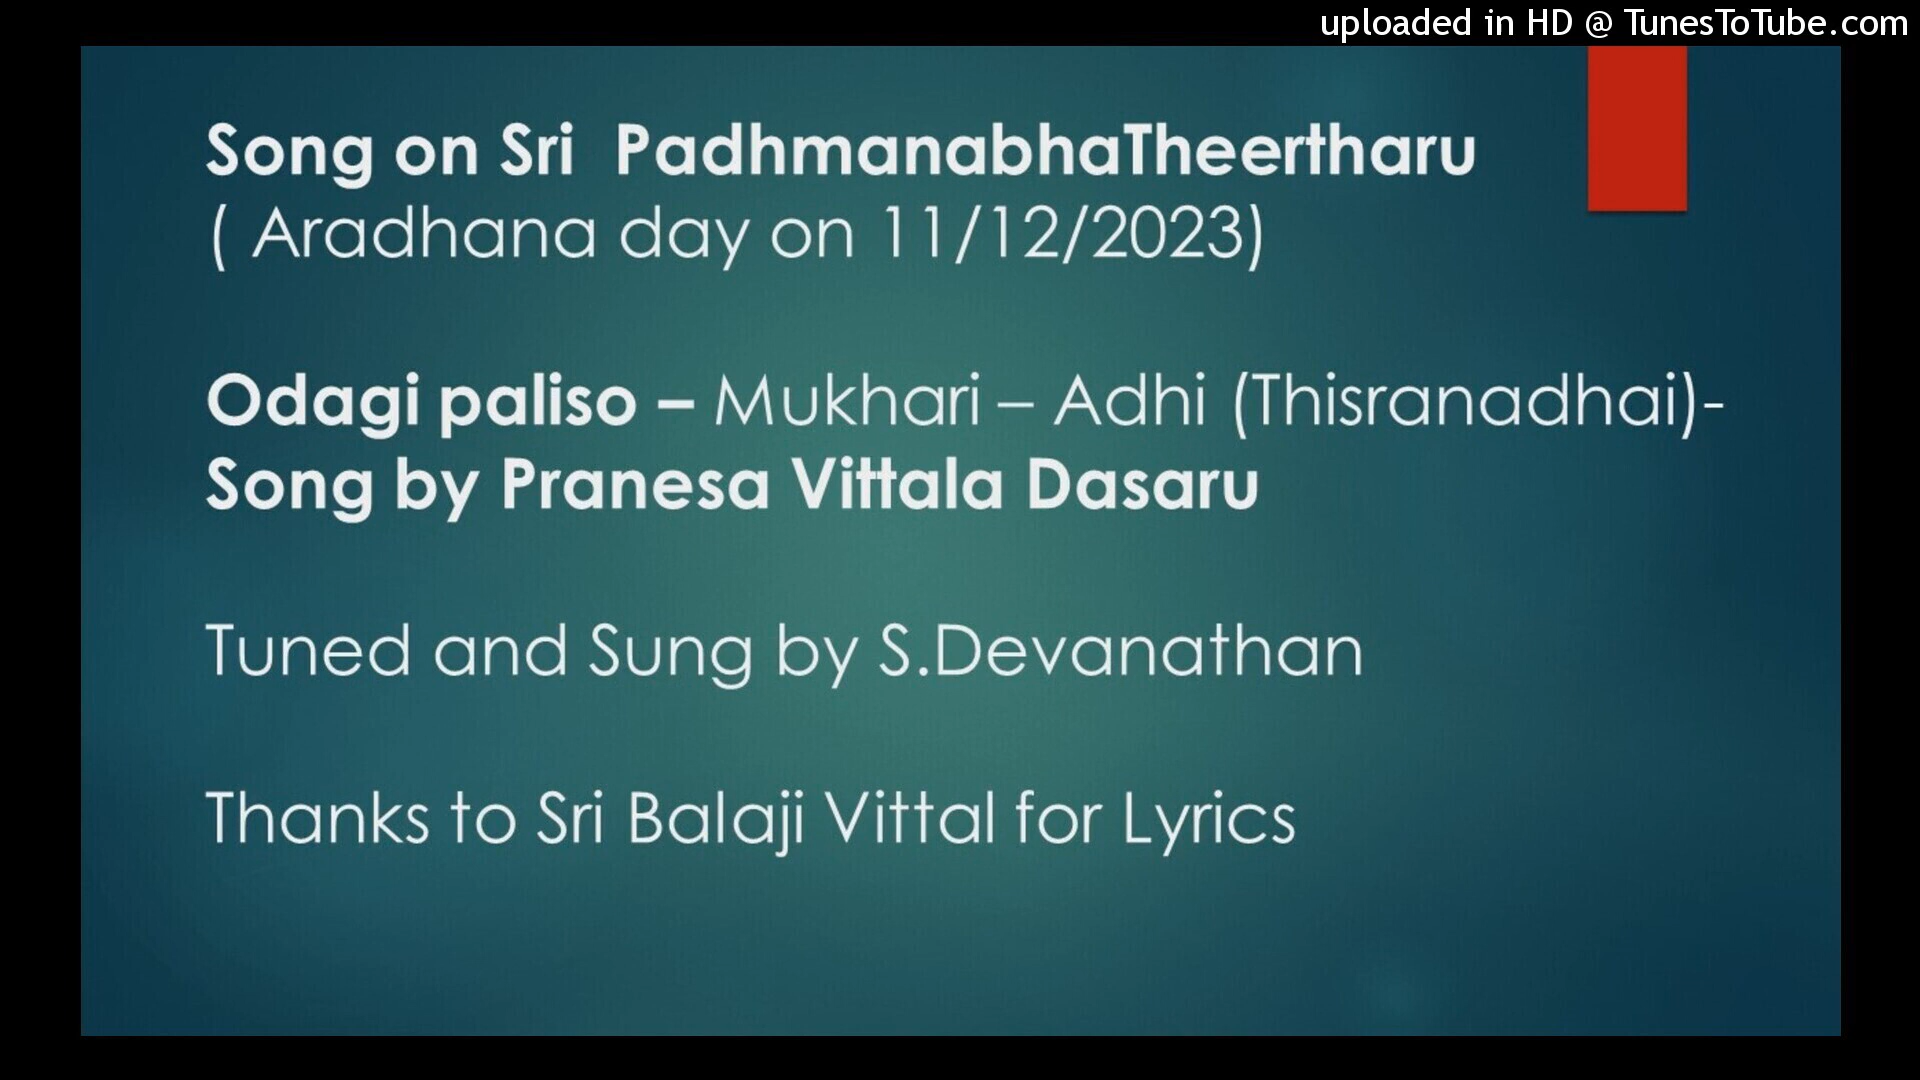 uploaded in HD @ TunesToTube.com
Song on Sri  PadhmanabhaTheertharu
( Aradhana day on 11/12/2023)
Odagi paliso – Mukhari – Adhi (Thisranadhai)-
Song by Pranesa Vittala Dasaru
Tuned and Sung by S.Devanathan
Thanks to Sri Balaji Vittal for Lyrics